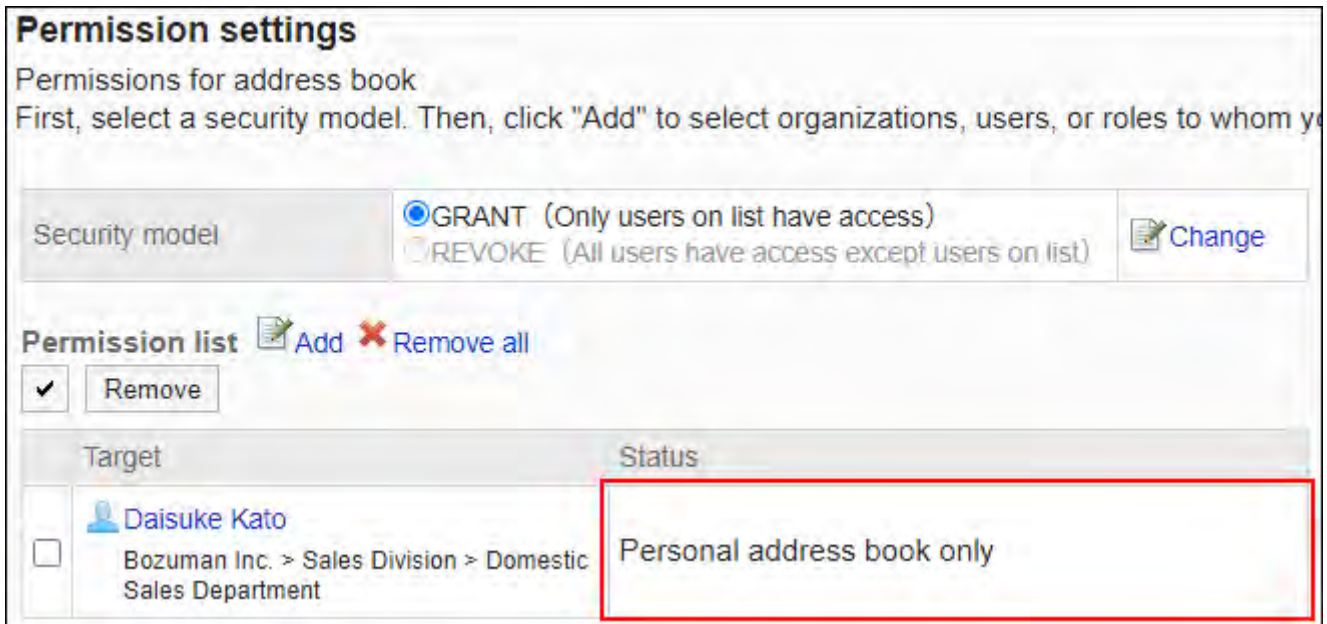 Permission settings
Permissions for address book
First, select a security model. Then, click "Add" to select organizations, users, or roles to whom
Security model
GRANT (Only users on list have access)
REVOKE (All users have access except users on list)
Change
Permission list Add Remove all
Remove
Target Status
Daisuke Kato
Bozuman Inc. > Sales Division > Domestic
Sales Department
Personal address book only